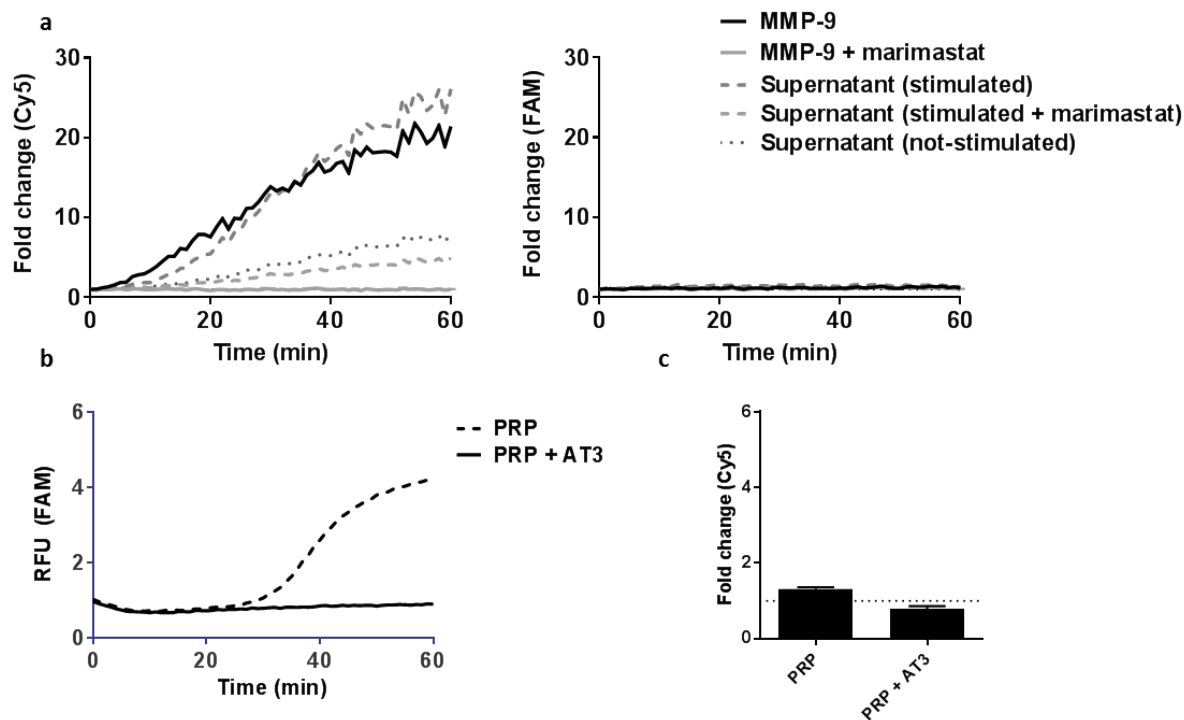 a
MMP-9
MMP-9 + marimastat
Supernatant (stimulated)
Supernatant (stimulated + marimastat)
Supernatant (not-stimulated)
Fold change (Cy5)
30
20
10
0
0 20 40 60
Time (min)
Fold change (FAM)
30
20
10
0
0 20 40 60
Time (min)
b
RFU (FAM)
6
4
2
0
0 20 40 60
Time (min)
PRP
PRP + AT3
c
Fold change (Cy5)
6
4
2
0
PRP
PRP + AT3